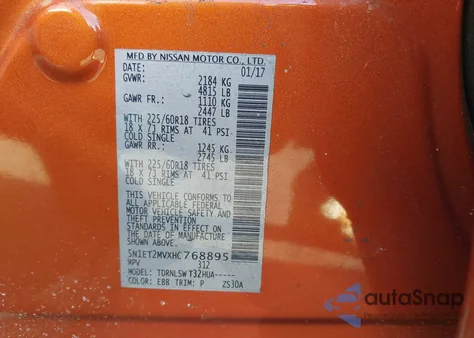 MFD BY NISSAN MOTOR CO., LTD.
DATE: 01/17
GVWR: 2184 KG
4815 LB
GAWR FR.: 1110 KG
2447 LB
WITH 225/60R18 TIRES
18 X 7J RIMS AT 41 PSI
COLD SINGLE
GAWR RR.: 1245 KG
2745 LB
WITH 225/60R18 TIRES
18 X 7J RIMS AT 41 PSI
COLD SINGLE
THIS VEHICLE CONFORMS TO
ALL APPLICABLE FEDERAL
MOTOR VEHICLE SAFETY AND
THEFT PREVENTION
STANDARDS IN EFFECT ON
THE DATE OF MANUFACTURE
SHOWN ABOVE.
5N1ET2MVXHC768895
MPV 312
MODEL: TDRNLSWT32HUA-----
COLOR: EBB TRIM: P ZS30A
autoSnap